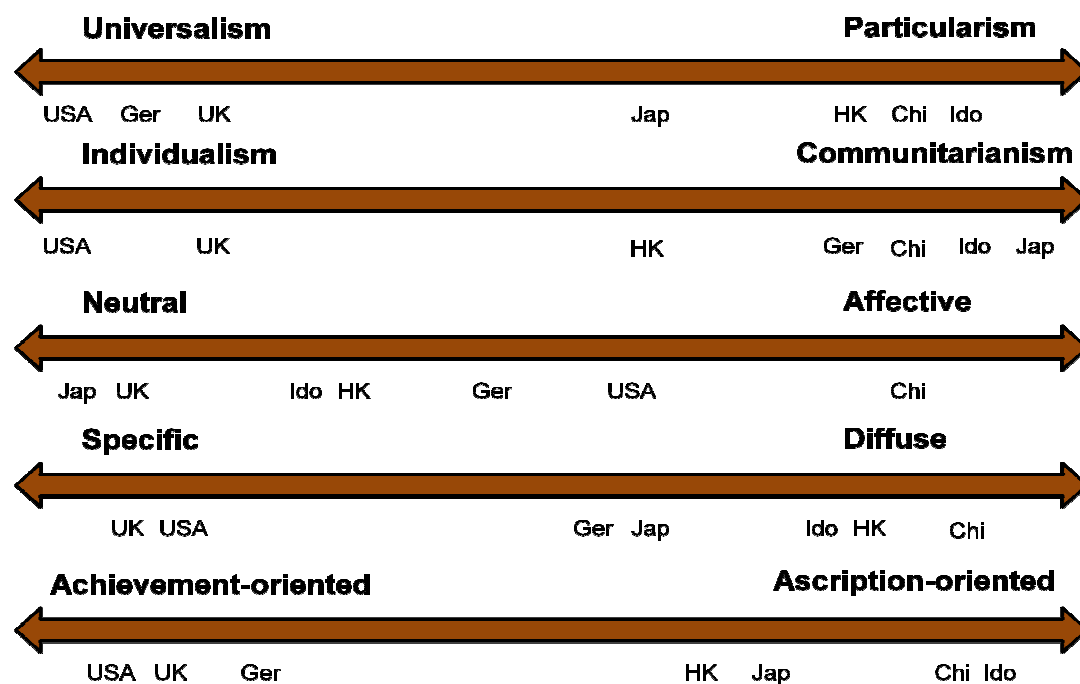 Universalism Particularism
USA Ger UK Jap HK Chi Ido
Individualism Communitarianism
USA UK HK Ger Chi Ido Jap
Neutral Affective
Jap UK Ido HK Ger USA Chi
Specific Diffuse
UK USA Ger Jap Ido HK Chi
Achievement-oriented Ascription-oriented
USA UK Ger HK Jap Chi Ido